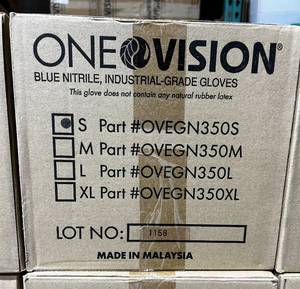 ONE VISION®
BLUE NITRILE, INDUSTRIAL-GRADE GLOVES
This glove does not contain any natural rubber latex
S Part #OVEGN350S
M Part #OVEGN350M
L Part #OVEGN350L
XL Part #OVEGN350XL
LOT NO: 1158
MADE IN MALAYSIA